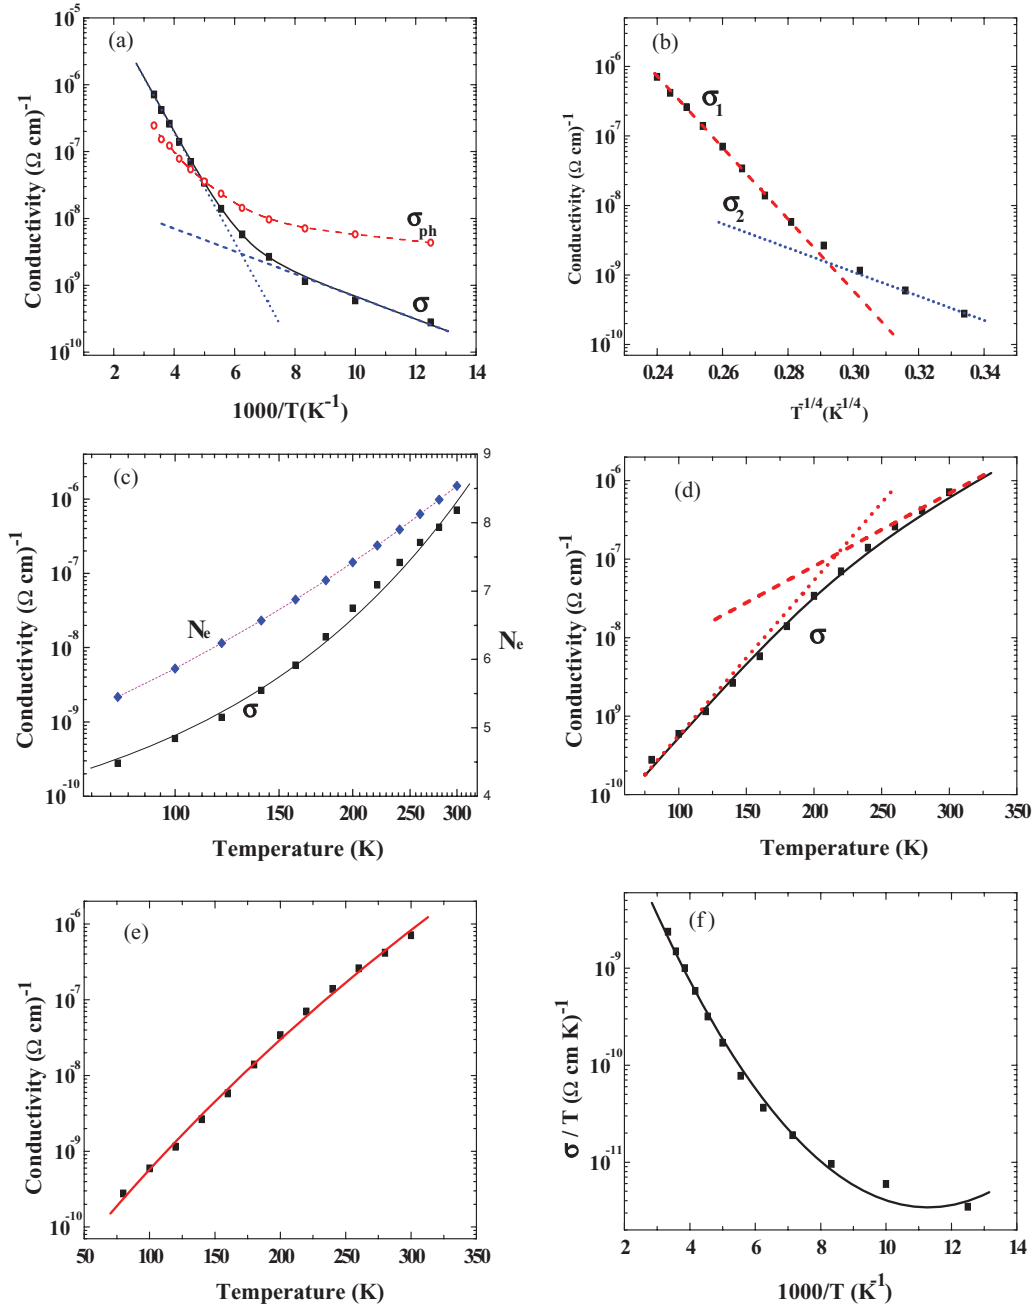 (a)
Conductivity (Ω cm)⁻¹
10⁻⁵
10⁻⁶
10⁻⁷
10⁻⁸
10⁻⁹
10⁻¹⁰
σph
σ
2 4 6 8 10 12 14
1000/T(K⁻¹)
(b)
Conductivity (Ω cm)⁻¹
10⁻⁶
10⁻⁷
10⁻⁸
10⁻⁹
10⁻¹⁰
σ1
σ2
0.24 0.26 0.28 0.30 0.32 0.34
T⁻¹/⁴(K⁻¹/⁴)
(c)
Conductivity (Ω cm)⁻¹
10⁻⁶
10⁻⁷
10⁻⁸
10⁻⁹
10⁻¹⁰
Ne
σ
9
8
7
6
5
4
Ne
100 150 200 250 300
Temperature (K)
(d)
Conductivity (Ω cm)⁻¹
10⁻⁶
10⁻⁷
10⁻⁸
10⁻⁹
10⁻¹⁰
σ
100 150 200 250 300 350
Temperature (K)
(e)
Conductivity (Ω cm)⁻¹
10⁻⁶
10⁻⁷
10⁻⁸
10⁻⁹
10⁻¹⁰
50 100 150 200 250 300 350
Temperature (K)
(f)
σ / T (Ω cm K)⁻¹
10⁻⁹
10⁻¹⁰
10⁻¹¹
2 4 6 8 10 12 14
1000/T (K⁻¹)